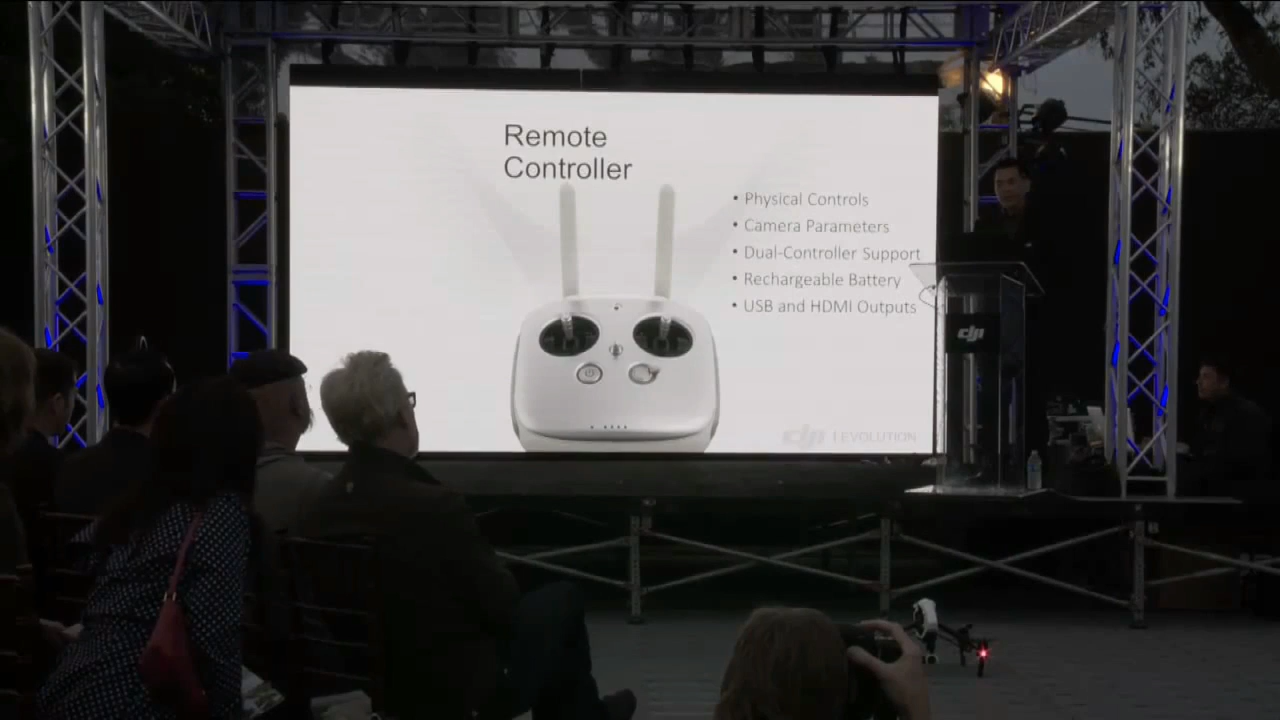 Remote
Controller
• Physical Controls
• Camera Parameters
• Dual-Controller Support
• Rechargeable Battery
• USB and HDMI Outputs
dji
dji | EVOLUTION